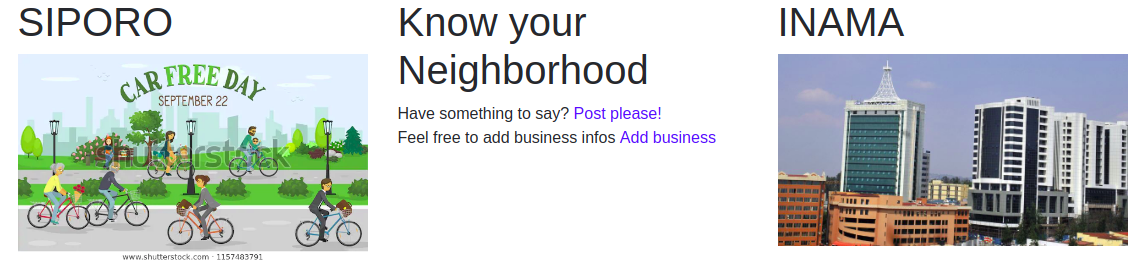 SIPORO
CAR FREE DAY
SEPTEMBER 22
shutterstock
www.shutterstock.com · 1157483791
Know your
Neighborhood
Have something to say? Post please!
Feel free to add business infos Add business
INAMA